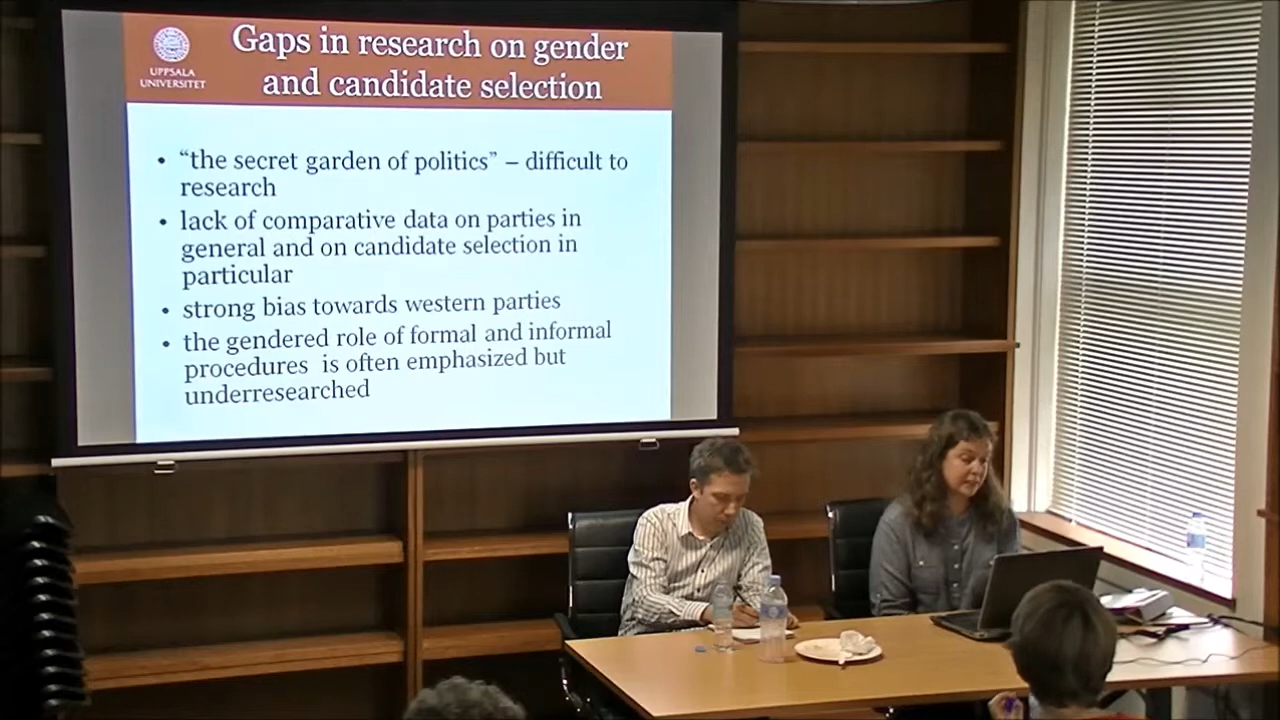 Gaps in research on gender
and candidate selection
UPPSALA
UNIVERSITET
• “the secret garden of politics” – difficult to
research
• lack of comparative data on parties in
general and on candidate selection in
particular
• strong bias towards western parties
• the gendered role of formal and informal
procedures is often emphasized but
underresearched